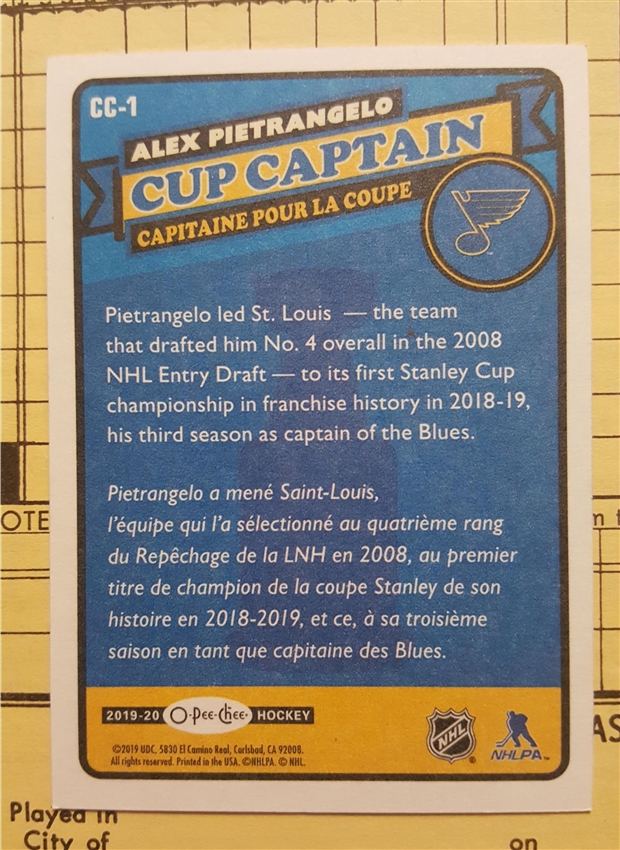 CC-1
ALEX PIETRANGELO
CUP CAPTAIN
CAPITAINE POUR LA COUPE
Pietrangelo led St. Louis — the team
that drafted him No. 4 overall in the 2008
NHL Entry Draft — to its first Stanley Cup
championship in franchise history in 2018-19,
his third season as captain of the Blues.
Pietrangelo a mené Saint-Louis,
l'équipe qui l'a sélectionné au quatrième rang
du Repêchage de la LNH en 2008, au premier
titre de champion de la coupe Stanley de son
histoire en 2018-2019, et ce, à sa troisième
saison en tant que capitaine des Blues.
2019-20 O-Pee-Chee HOCKEY
©2019 UDC, 5830 El Camino Real, Carlsbad, CA 92008.
All rights reserved. Printed in the USA. ©NHLPA. © NHL.
NHL ®
NHLPA™
OTE
AS
Played in
City of
on